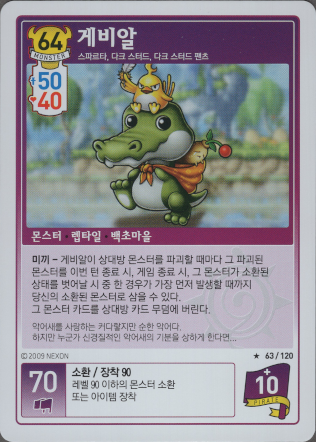 64
MONSTER
게비알
스파르타, 다크 스터드, 다크 스터드 팬츠
50
40
몬스터 · 렙타일 · 백초마을
미끼 – 게비알이 상대방 몬스터를 파괴할 때마다 그 파괴된
몬스터를 이번 턴 종료 시, 게임 종료 시, 그 몬스터가 소환된
상태를 벗어날 시 중 한 경우가 가장 먼저 발생할 때까지
당신의 소환된 몬스터로 삼을 수 있다.
그 몬스터 카드를 상대방 카드 무덤에 버린다.
악어새를 사랑하는 커다랗지만 순한 악어다.
하지만 누군가 신경질적인 악어새의 기분을 상하게 한다면...
©2009 NEXON
★ 63/120
70
소환 / 장착 90
레벨 90 이하의 몬스터 소환
또는 아이템 장착
+
10
PIRATE